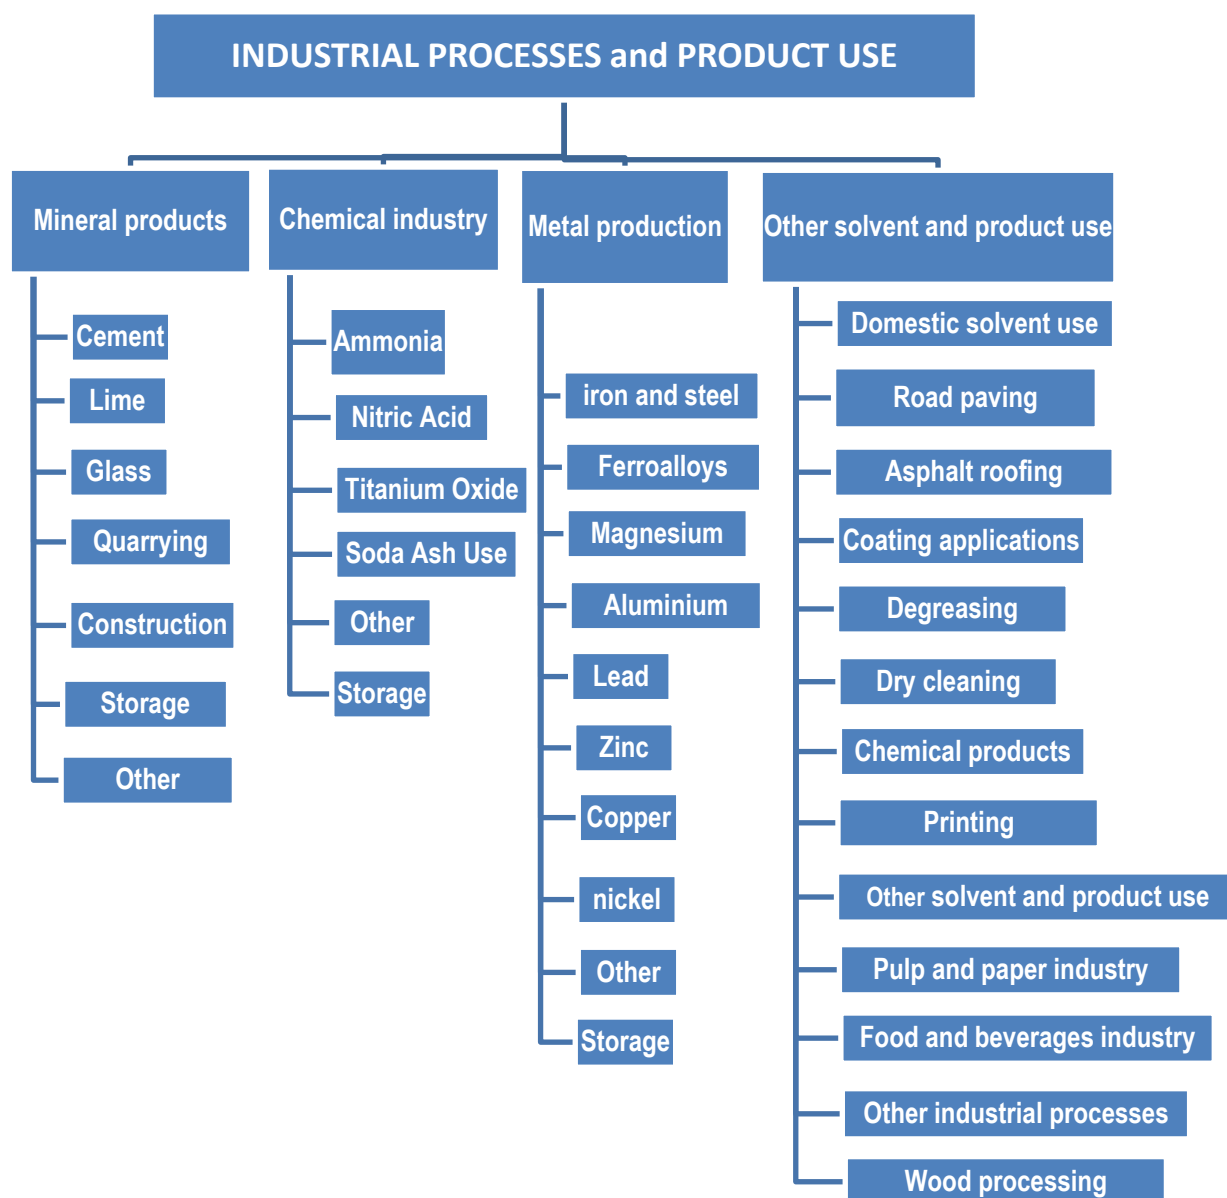 INDUSTRIAL PROCESSES and PRODUCT USE
Mineral products
Cement
Lime
Glass
Quarrying
Construction
Storage
Other
Chemical industry
Ammonia
Nitric Acid
Titanium Oxide
Soda Ash Use
Other
Storage
Metal production
iron and steel
Ferroalloys
Magnesium
Aluminium
Lead
Zinc
Copper
nickel
Other
Storage
Other solvent and product use
Domestic solvent use
Road paving
Asphalt roofing
Coating applications
Degreasing
Dry cleaning
Chemical products
Printing
Other solvent and product use
Pulp and paper industry
Food and beverages industry
Other industrial processes
Wood processing